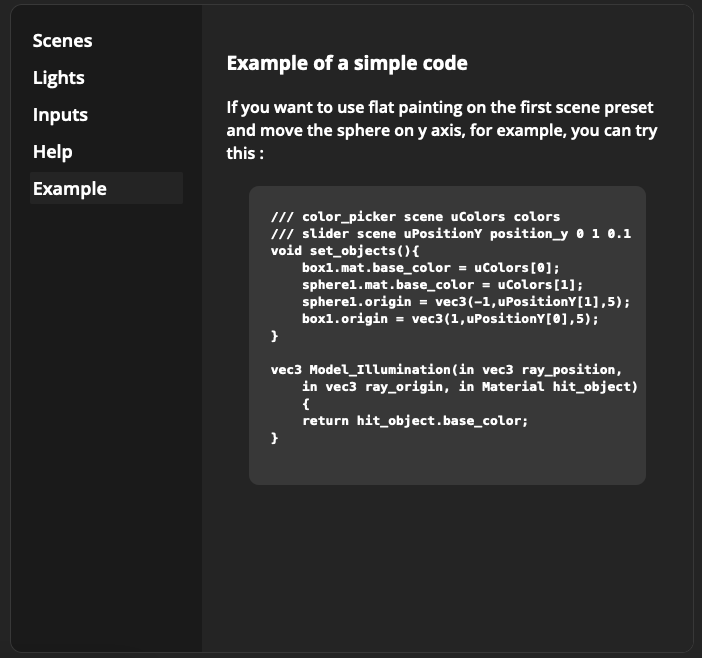 Scenes
Lights
Inputs
Help
Example
Example of a simple code
If you want to use flat painting on the first scene preset
and move the sphere on y axis, for example, you can try
this :
/// color_picker scene uColors colors
/// slider scene uPositionY position_y 0 1 0.1
void set_objects(){
    box1.mat.base_color = uColors[0];
    sphere1.mat.base_color = uColors[1];
    sphere1.origin = vec3(-1,uPositionY[1],5);
    box1.origin = vec3(1,uPositionY[0],5);
}
vec3 Model_Illumination(in vec3 ray_position,
    in vec3 ray_origin, in Material hit_object)
    {
    return hit_object.base_color;
}